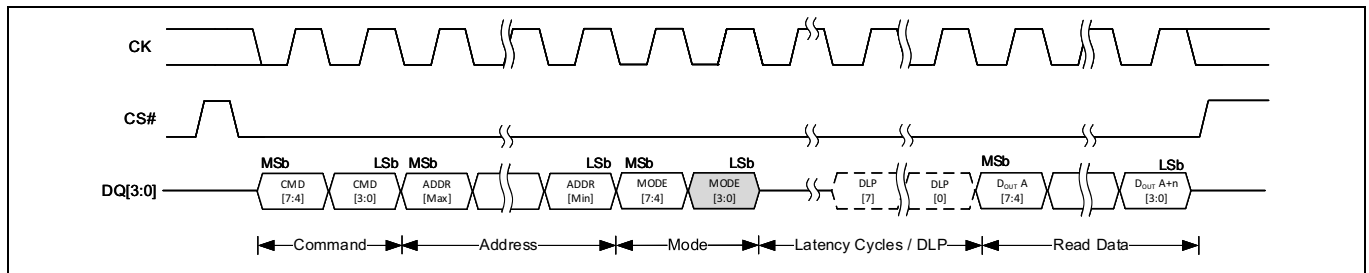 CK
CS#
MSb LSb MSb LSb MSb LSb MSb LSb
DQ[3:0] CMD [7:4] CMD [3:0] ADDR [Max] ADDR [Min] MODE [7:4] MODE [3:0] DLP [7] DLP [0] DOUT A [7:4] DOUT A+n [3:0]
Command Address Mode Latency Cycles / DLP Read Data